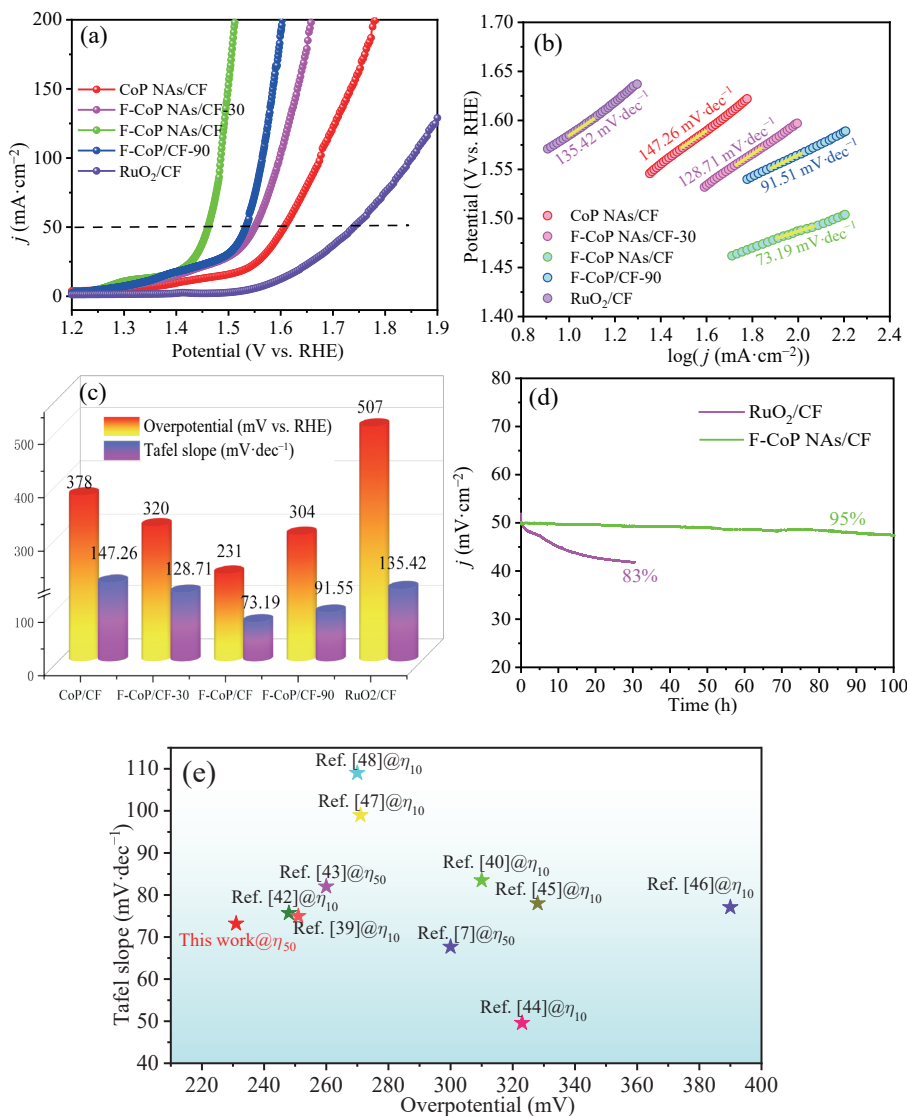 (a)
200
150
100
50
0
j (mA·cm⁻²)
CoP NAs/CF
F-CoP NAs/CF-30
F-CoP NAs/CF
F-CoP/CF-90
RuO₂/CF
1.2 1.3 1.4 1.5 1.6 1.7 1.8 1.9
Potential (V vs. RHE)
(b)
1.70
1.65
1.60
1.55
1.50
1.45
1.40
Potential (V vs. RHE)
135.42 mV·dec⁻¹
147.26 mV·dec⁻¹
128.71 mV·dec⁻¹
91.51 mV·dec⁻¹
73.19 mV·dec⁻¹
CoP NAs/CF
F-CoP NAs/CF-30
F-CoP NAs/CF
F-CoP/CF-90
RuO₂/CF
0.8 1.0 1.2 1.4 1.6 1.8 2.0 2.2 2.4
log( j (mA·cm⁻²)
(c)
Overpotential (mV vs. RHE)
Tafel slope (mV·dec⁻¹)
500
400
300
100
0
378
147.26
320
128.71
231
73.19
304
91.55
507
135.42
CoP/CF F-CoP/CF-30 F-CoP/CF F-CoP/CF-90 RuO2/CF
(d)
80
70
60
50
40
30
20
j (mV·cm⁻²)
RuO₂/CF
F-CoP NAs/CF
95%
83%
0 10 20 30 40 50 60 70 80 90 100
Time (h)
(e)
110
100
90
80
70
60
50
40
Tafel slope (mV·dec⁻¹)
Ref. [48]@η₁₀
Ref. [47]@η₁₀
Ref. [43]@η₅₀
Ref. [40]@η₁₀
Ref. [46]@η₁₀
Ref. [42]@η₁₀
Ref. [45]@η₁₀
This work@η₅₀
Ref. [39]@η₁₀
Ref. [7]@η₅₀
Ref. [44]@η₁₀
220 240 260 280 300 320 340 360 380 400
Overpotential (mV)